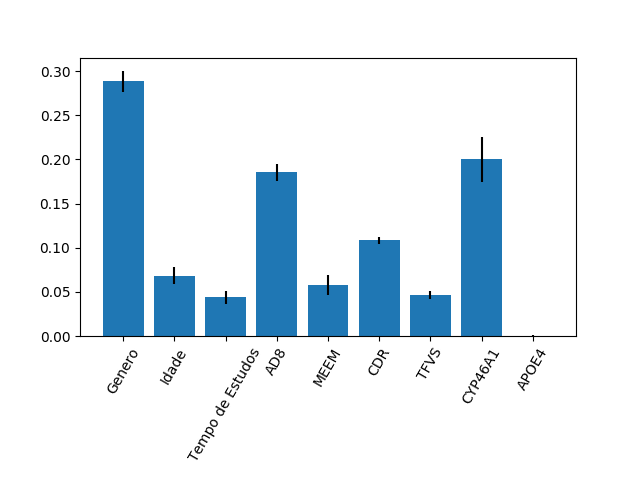 0.30
0.25
0.20
0.15
0.10
0.05
0.00
Genero
Idade
Tempo de Estudos
AD8
MEEM
CDR
TFVS
CYP46A1
APOE4